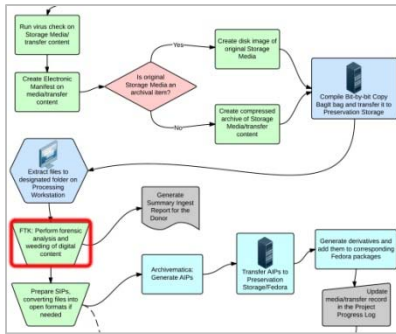 Run virus check on
Storage Media/
transfer content
Create Electronic
Manifest on
media/transfer
content
Is original
Storage Media an
archival item?
Yes
No
Create disk image of
original Storage
Media
Create compressed
archive of Storage
Media/transfer
content
Compile Bit-by-bit Copy
BagIt bag and transfer it to
Preservation Storage
Extract files to
designated folder on
Processing
Workstation
Generate
Summary Ingest
Report for the
Donor
FTK: Perform forensic
analysis and
weeding of digital
content
Prepare SIPs,
converting files into
open formats if
needed
Archivematica:
Generate AIPs
Transfer AIPs to
Preservation
Storage/Fedora
Generate derivatives and
add them to corresponding
Fedora packages
Update
media/transfer record
in the Project
Progress Log